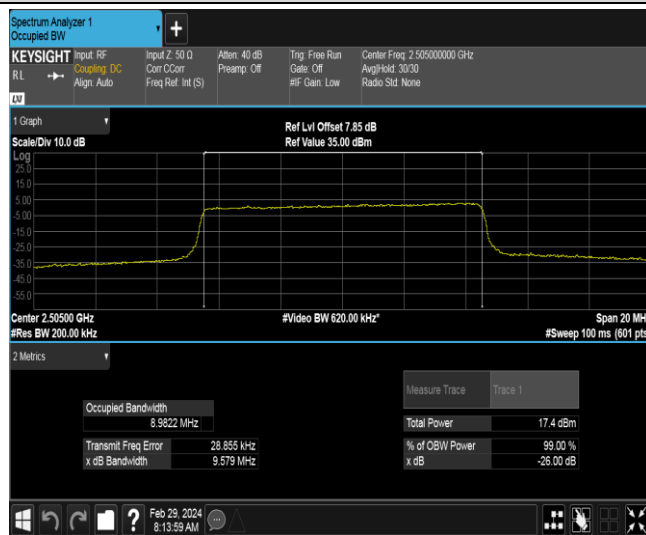 Spectrum Analyzer 1
Occupied BW
+
KEYSIGHT Input: RF Input Z: 50 Ω Atten: 40 dB Trig: Free Run Center Freq: 2.505000000 GHz
RL Coupling: DC Corr CCorr Preamp: Off Gate: Off Avg|Hold: 30/30
Align: Auto Freq Ref: Int (S) #IF Gain: Low Radio Std: None
LXI
1 Graph
Ref Lvl Offset 7.85 dB
Scale/Div 10.0 dB Ref Value 35.00 dBm
Log
25.0
15.0
5.00
-5.00
-15.0
-25.0
-35.0
-45.0
-55.0
Center 2.50500 GHz #Video BW 620.00 kHz* Span 20 MH
#Res BW 200.00 kHz #Sweep 100 ms (601 pts
2 Metrics
Measure Trace Trace 1
Occupied Bandwidth
8.9822 MHz Total Power 17.4 dBm
Transmit Freq Error 28.855 kHz % of OBW Power 99.00 %
x dB Bandwidth 9.579 MHz x dB -26.00 dB
? Feb 29, 2024
8:13:59 AM